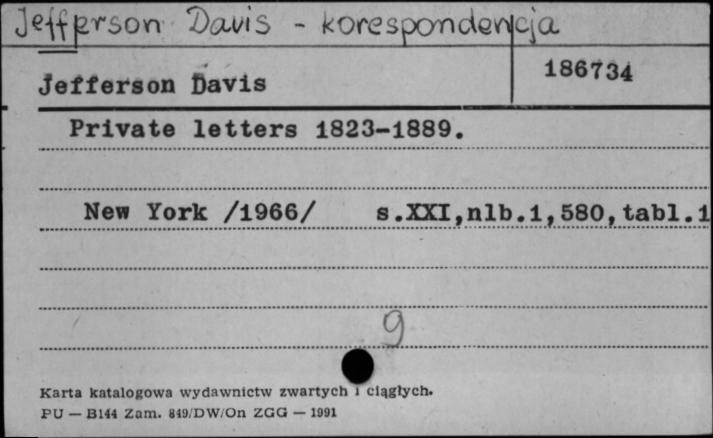 Jefferson Davis - korespondencja
Jefferson Davis 186734
Private letters 1823-1889.
New York /1966/ s.XXI,nlb.1,580,tabl.1
9
Karta katalogowa wydawnictw zwartych i ciągłych.
PU — B144 Zam. 849/DW/On ZGG — 1991